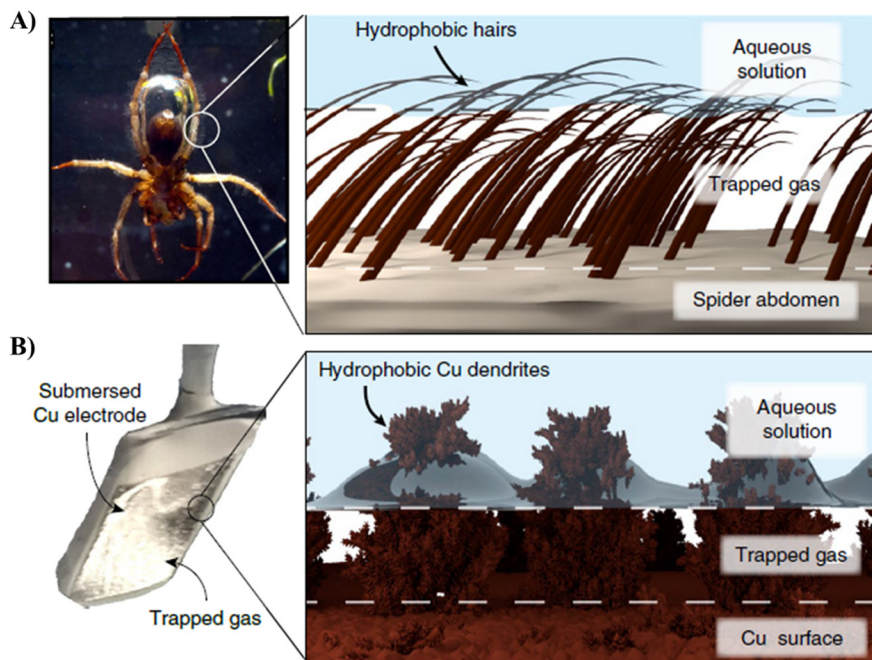 A)
Hydrophobic hairs
Aqueous
solution
Trapped gas
Spider abdomen
B)
Submersed
Cu electrode
Trapped gas
Hydrophobic Cu dendrites
Aqueous
solution
Trapped gas
Cu surface